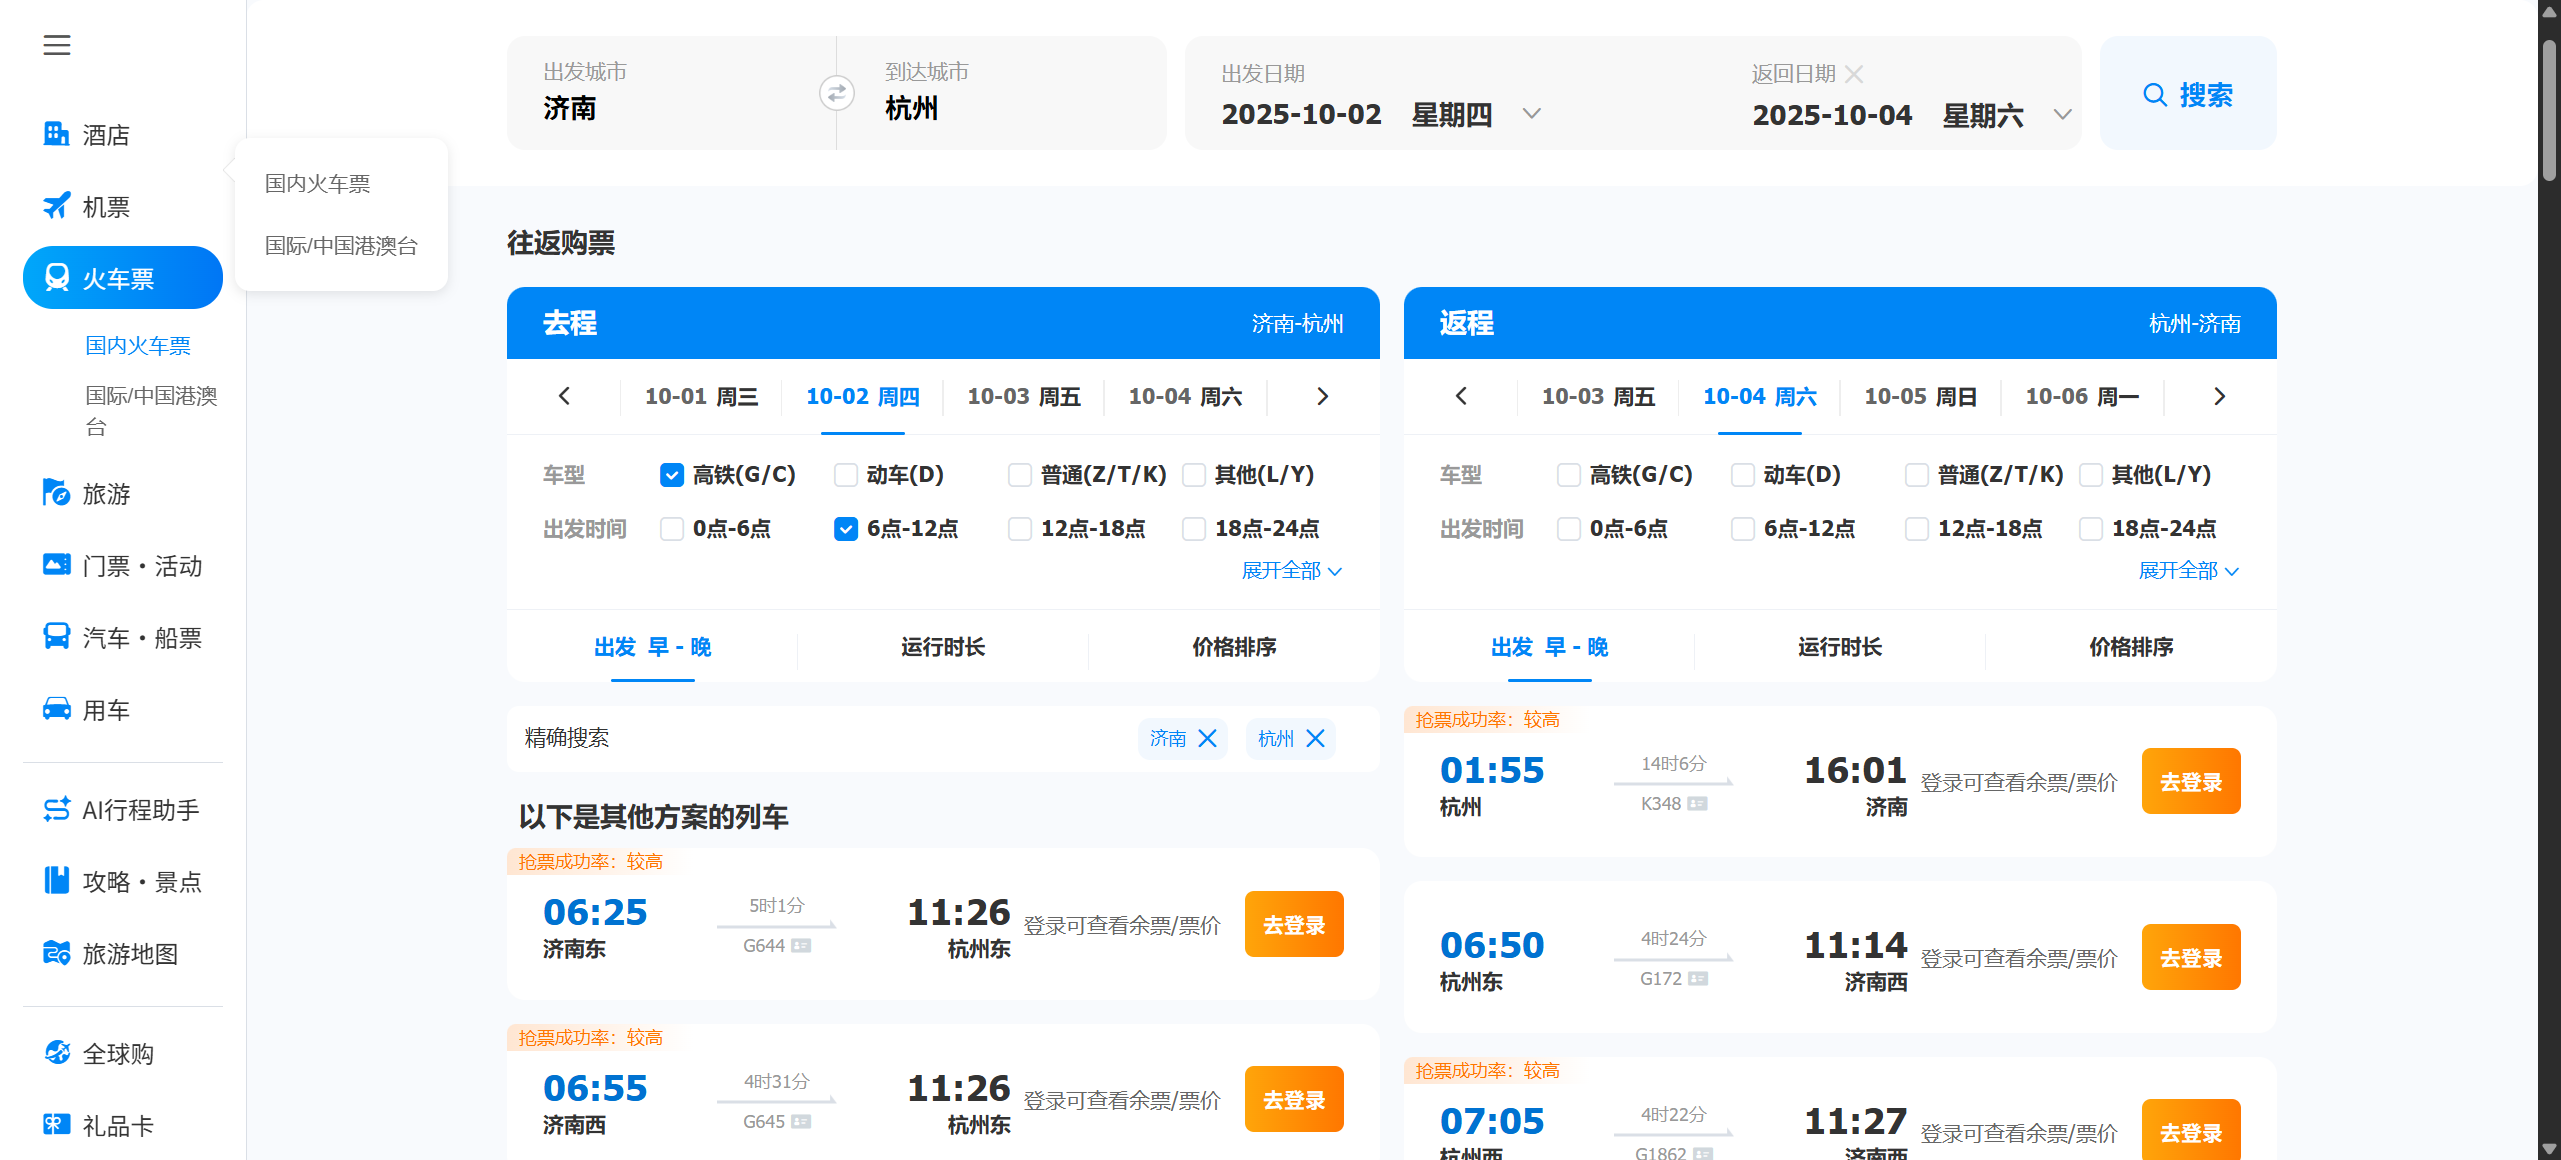 酒店
机票
火车票
国内火车票
国际/中国港澳台
旅游
门票・活动
汽车・船票
用车
AI行程助手
攻略・景点
旅游地图
全球购
礼品卡
国内火车票
国际/中国港澳台
出发城市
济南
到达城市
杭州
出发日期
2025-10-02 星期四
返回日期
2025-10-04 星期六
搜索
往返购票
去程
济南-杭州
10-01 周三
10-02 周四
10-03 周五
10-04 周六
车型
高铁(G/C)
动车(D)
普通(Z/T/K)
其他(L/Y)
出发时间
0点-6点
6点-12点
12点-18点
18点-24点
展开全部
出发 早 - 晚
运行时长
价格排序
精确搜索
济南
杭州
以下是其他方案的列车
抢票成功率：较高
06:25
济南东
5时1分
G644
11:26
杭州东
登录可查看余票/票价
去登录
抢票成功率：较高
06:55
济南西
4时31分
G645
11:26
杭州东
登录可查看余票/票价
去登录
返程
杭州-济南
10-03 周五
10-04 周六
10-05 周日
10-06 周一
车型
高铁(G/C)
动车(D)
普通(Z/T/K)
其他(L/Y)
出发时间
0点-6点
6点-12点
12点-18点
18点-24点
展开全部
出发 早 - 晚
运行时长
价格排序
抢票成功率：较高
01:55
杭州
14时6分
K348
16:01
济南
登录可查看余票/票价
去登录
06:50
杭州东
4时24分
G172
11:14
济南西
登录可查看余票/票价
去登录
抢票成功率：较高
07:05
杭州西
4时22分
G1862
11:27
济南西
登录可查看余票/票价
去登录